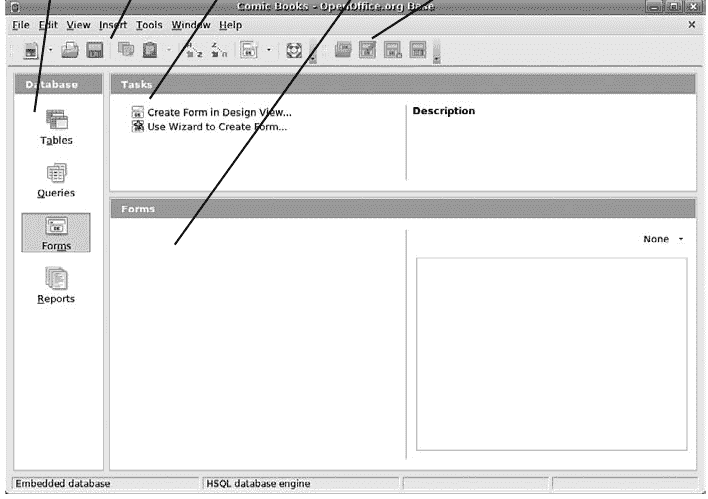 Comic Books - OpenOffice.org Base
File Edit View Insert Tools Window Help
Database
Tasks
Tables
Queries
Forms
Reports
Create Form in Design View...
Use Wizard to Create Form...
Description
Forms
None
Embedded database
HSQL database engine